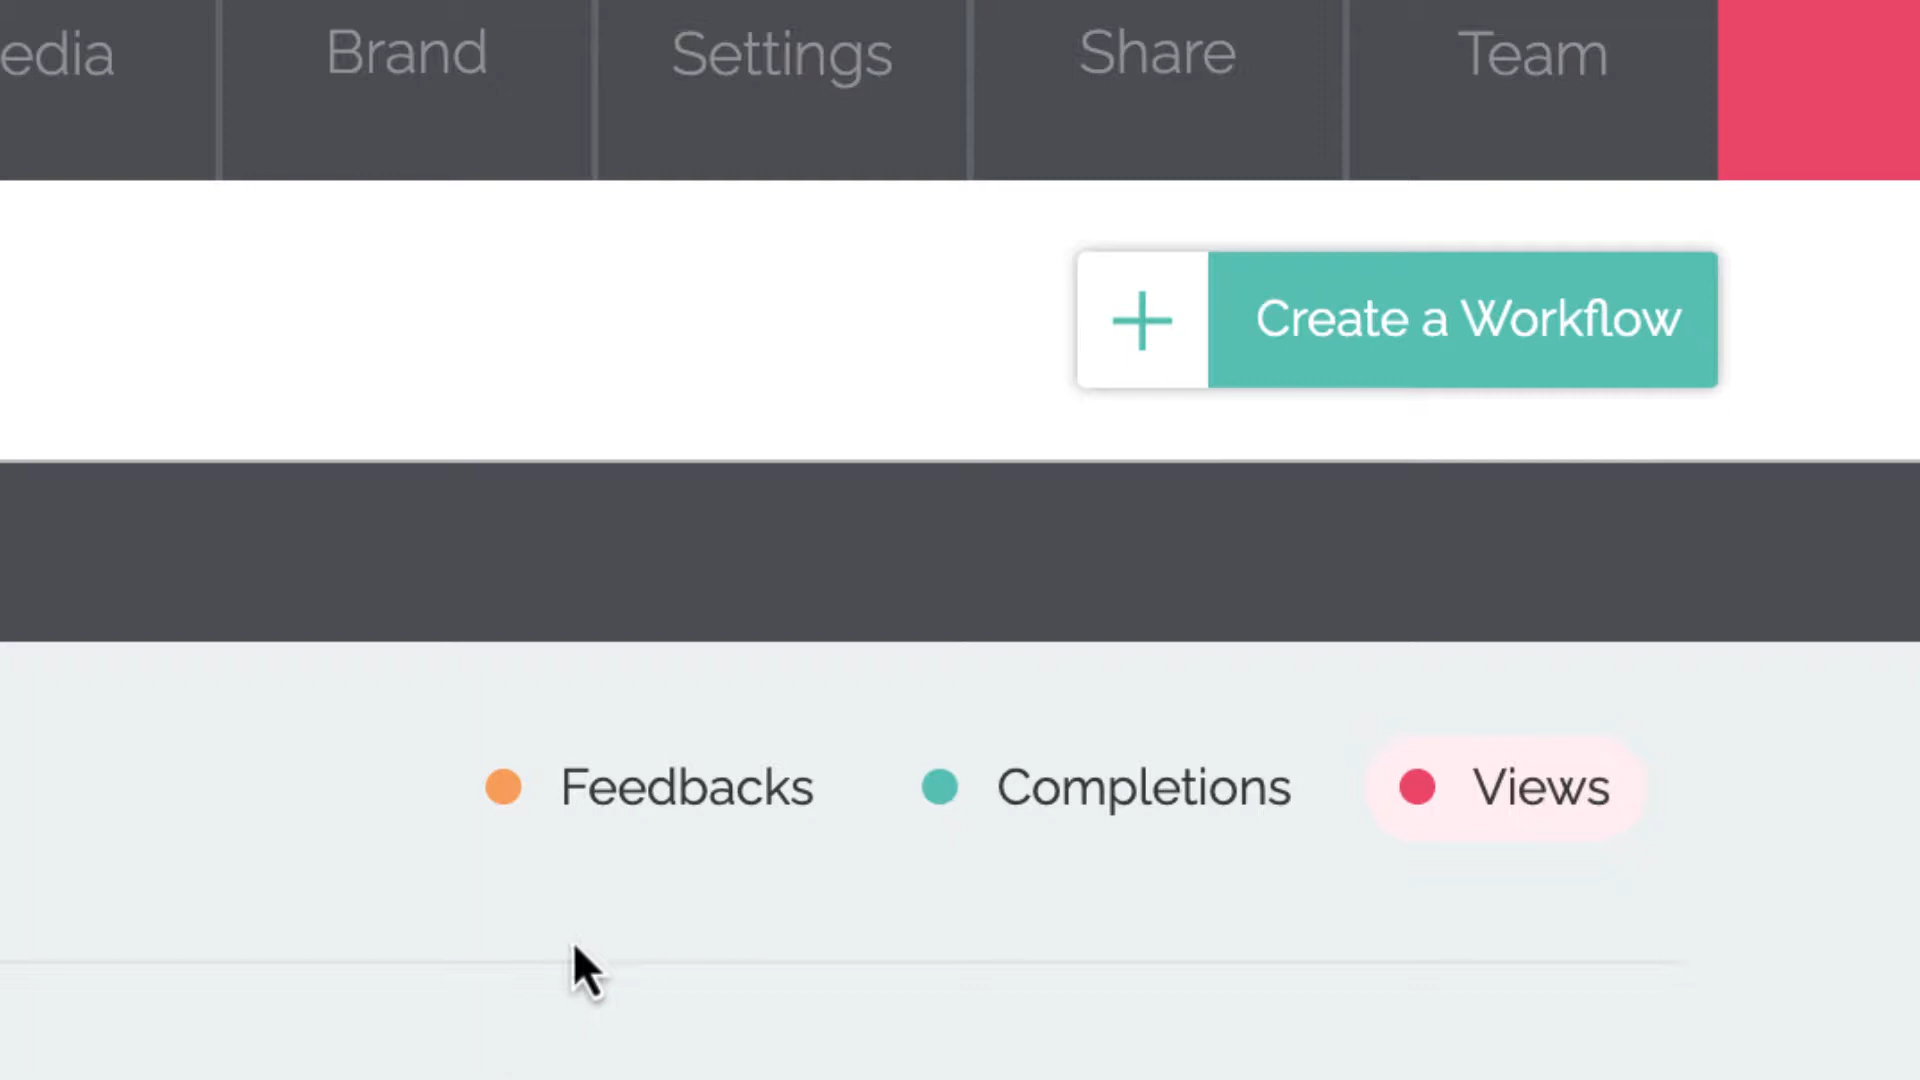 edia
Brand
Settings
Share
Team
Create a Workflow
Feedbacks
Completions
Views